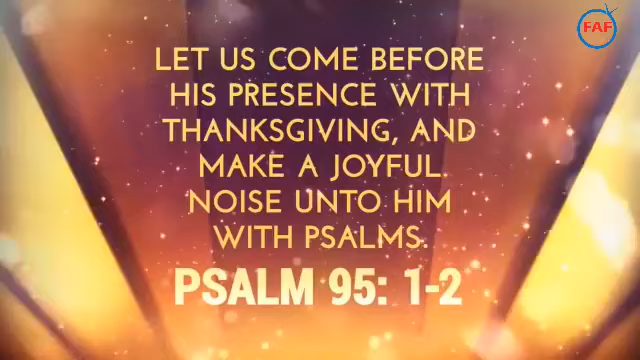 FAF
LET US COME BEFORE
HIS PRESENCE WITH
THANKSGIVING, AND
MAKE A JOYFUL
NOISE UNTO HIM
WITH PSALMS.
PSALM 95: 1-2